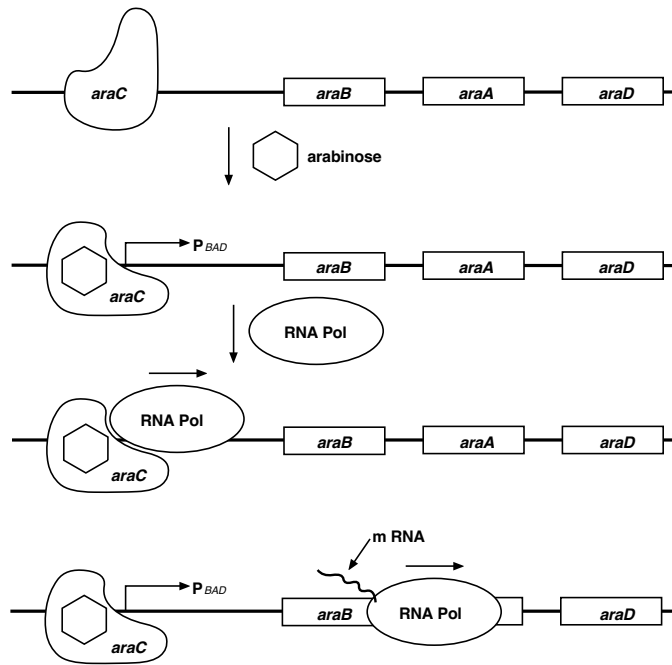 araC araB araA araD
arabinose
P BAD
araB araA araD
araC
RNA Pol
RNA Pol
araB araA araD
araC
m RNA
P BAD
araB RNA Pol araD
araC